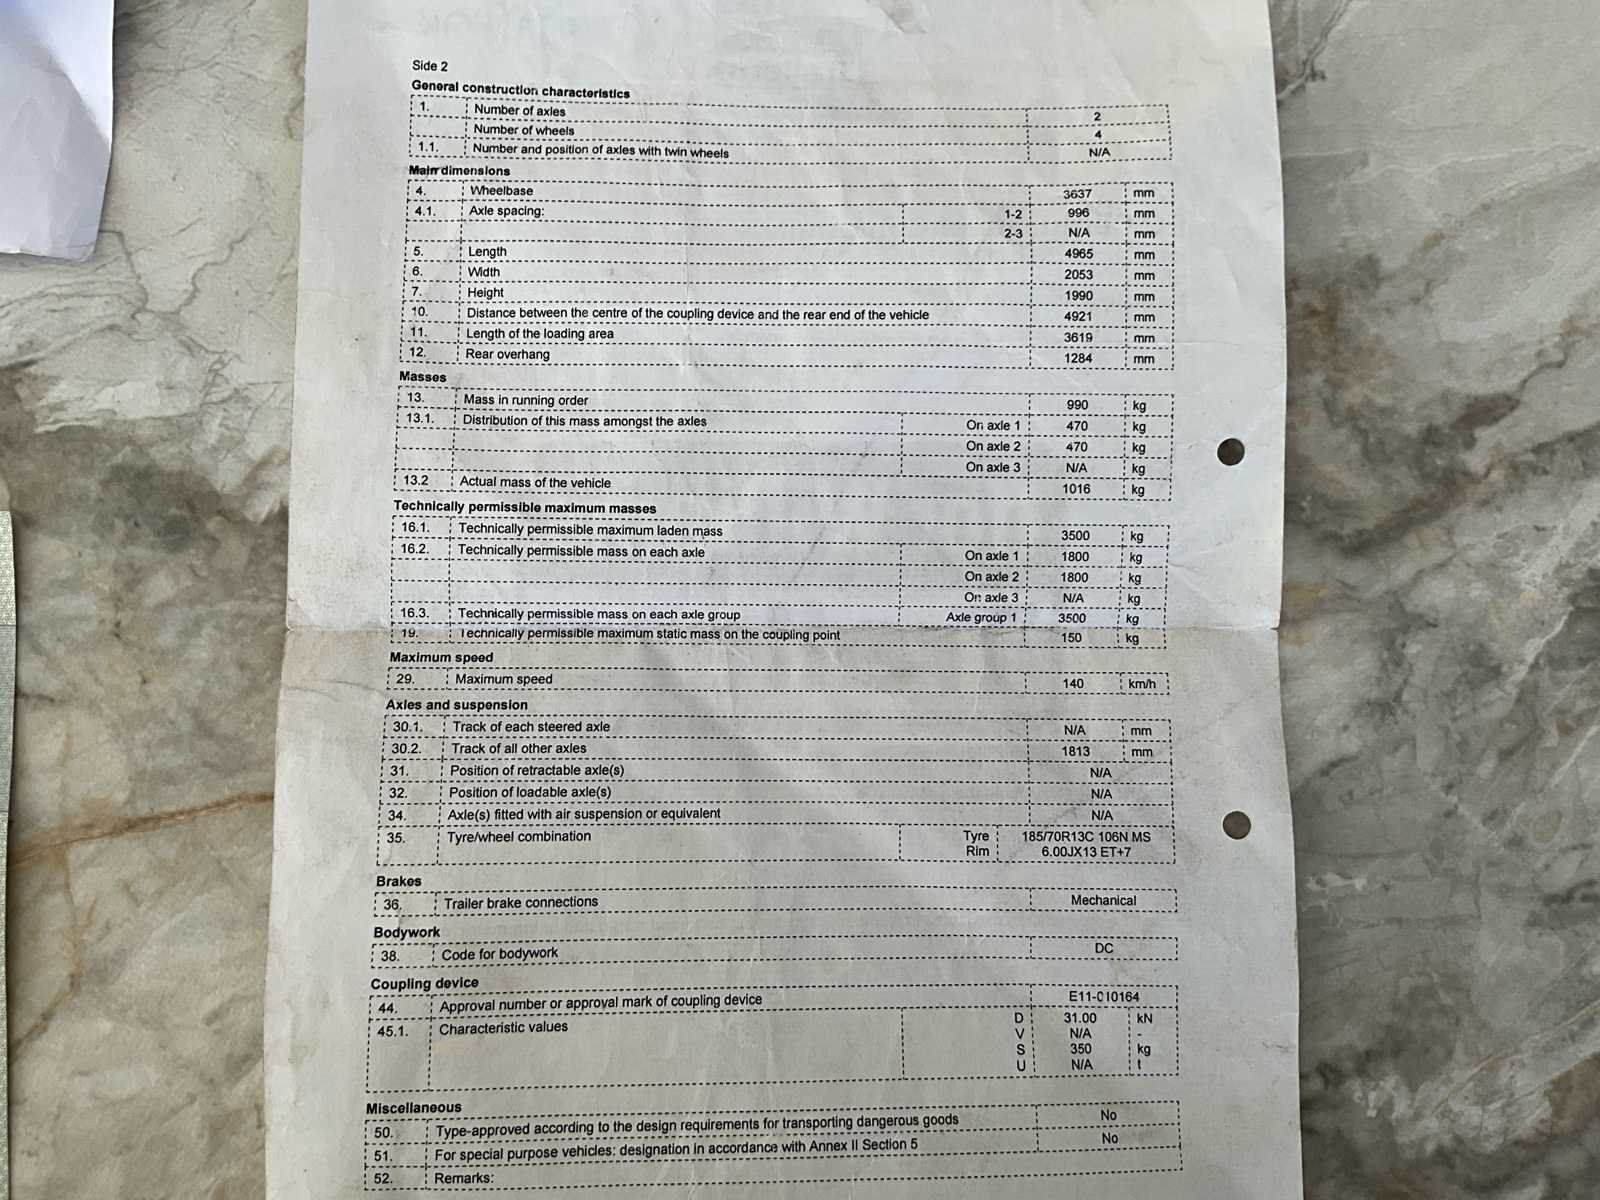 Side 2
General construction characteristics
1. Number of axles 2
Number of wheels 4
1.1. Number and position of axles with twin wheels N/A
Main dimensions
4. Wheelbase 3637 mm
4.1. Axle spacing: 1-2 996 mm
2-3 N/A mm
5. Length 4965 mm
6. Width 2053 mm
7. Height 1990 mm
10. Distance between the centre of the coupling device and the rear end of the vehicle 4921 mm
11. Length of the loading area 3619 mm
12. Rear overhang 1284 mm
Masses
13. Mass in running order 990 kg
13.1. Distribution of this mass amongst the axles On axle 1 470 kg
On axle 2 470 kg
On axle 3 N/A kg
13.2 Actual mass of the vehicle 1016 kg
Technically permissible maximum masses
16.1. Technically permissible maximum laden mass 3500 kg
16.2. Technically permissible mass on each axle On axle 1 1800 kg
On axle 2 1800 kg
On axle 3 N/A kg
16.3. Technically permissible mass on each axle group Axle group 1 3500 kg
19. Technically permissible maximum static mass on the coupling point 150 kg
Maximum speed
29. Maximum speed 140 km/h
Axles and suspension
30.1. Track of each steered axle N/A mm
30.2. Track of all other axles 1813 mm
31. Position of retractable axle(s) N/A
32. Position of loadable axle(s) N/A
34. Axle(s) fitted with air suspension or equivalent N/A
35. Tyre/wheel combination Tyre 185/70R13C 106N MS
Rim 6.00JX13 ET+7
Brakes
36. Trailer brake connections Mechanical
Bodywork
38. Code for bodywork DC
Coupling device
44. Approval number or approval mark of coupling device E11-010164
45.1. Characteristic values D 31.00 kN
V N/A -
S 350 kg
U N/A t
Miscellaneous
50. Type-approved according to the design requirements for transporting dangerous goods No
51. For special purpose vehicles: designation in accordance with Annex II Section 5 No
52. Remarks: